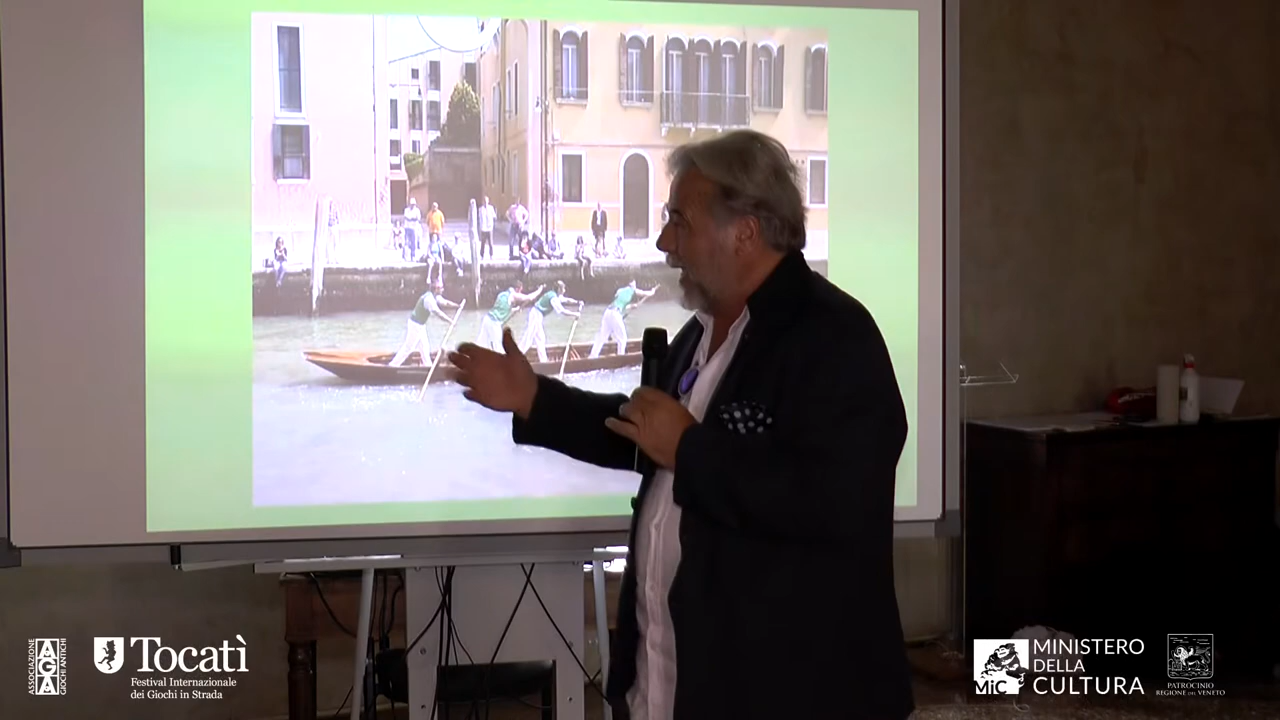 ASSOCIAZIONE
AGA
GIOCHI ANTICHI
Tocatì
Festival Internazionale
dei Giochi in Strada
MiC
MINISTERO
DELLA
CULTURA
PATROCINIO
REGIONE DEL VENETO